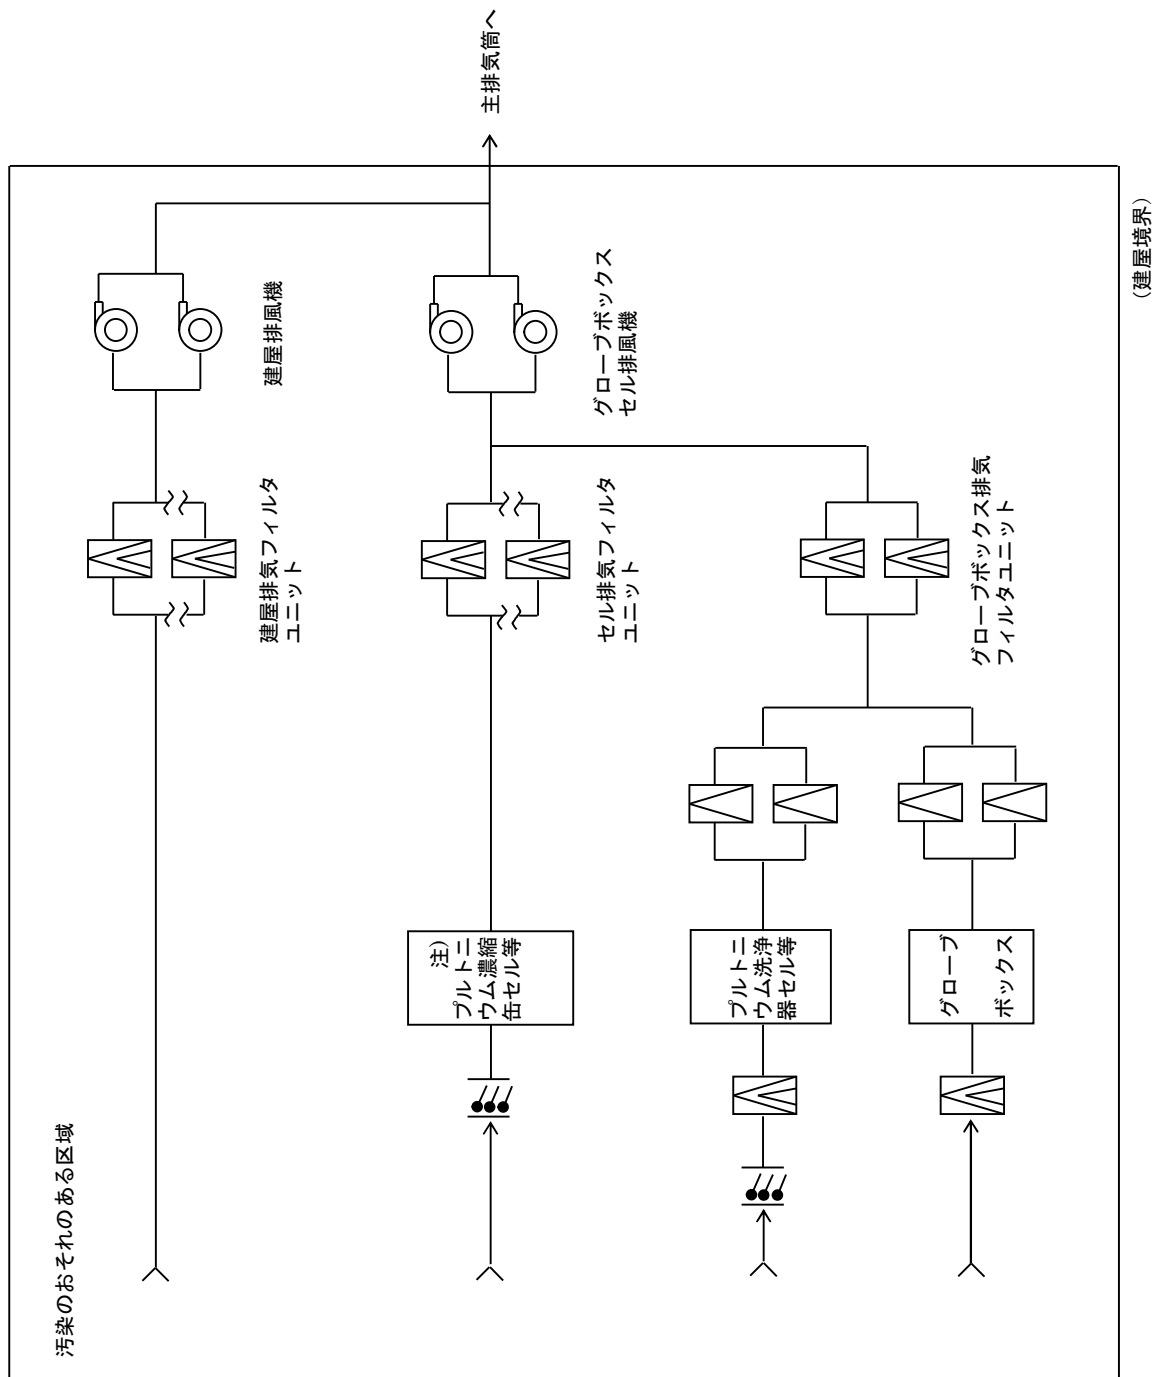 主排気筒へ
(建屋境界)
建屋排風機
グローブボックス
セル排風機
建屋排気フィルタ
ユニット
セル排気フィルタ
ユニット
グローブボックス排気
フィルタユニット
注)
プルトニ
ウム濃縮
缶セル等
プルトニ
ウム洗浄
器セル等
グローブ
ボックス
汚染のおそれのある区域